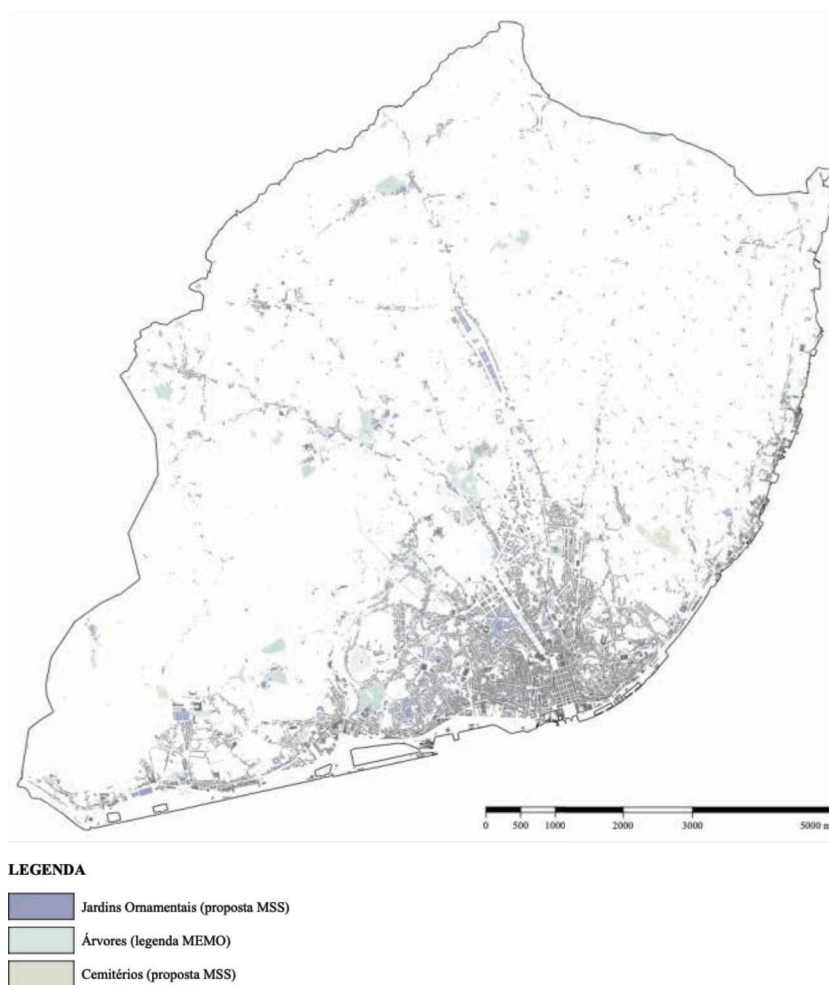 0 500 1000 2000 3000 5000 m
LEGENDA
Jardins Ornamentais (proposta MSS)
Árvores (legenda MEMO)
Cemitérios (proposta MSS)